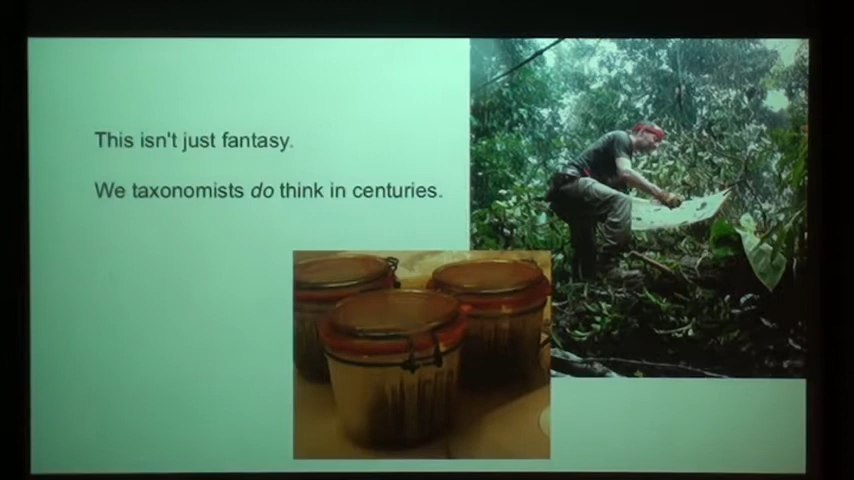 This isn't just fantasy.
We taxonomists do think in centuries.